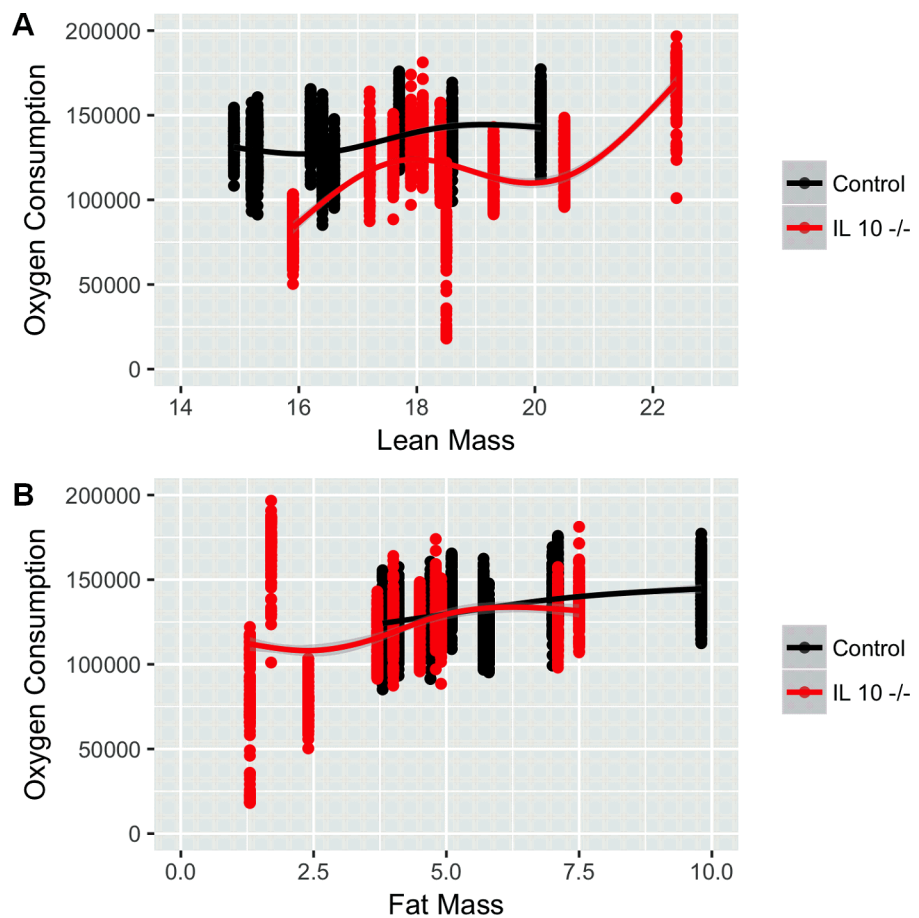 A
Oxygen Consumption
200000
150000
100000
50000
0
14 16 18 20 22
Lean Mass
Control
IL 10 -/-
B
Oxygen Consumption
200000
150000
100000
50000
0
0.0 2.5 5.0 7.5 10.0
Fat Mass
Control
IL 10 -/-